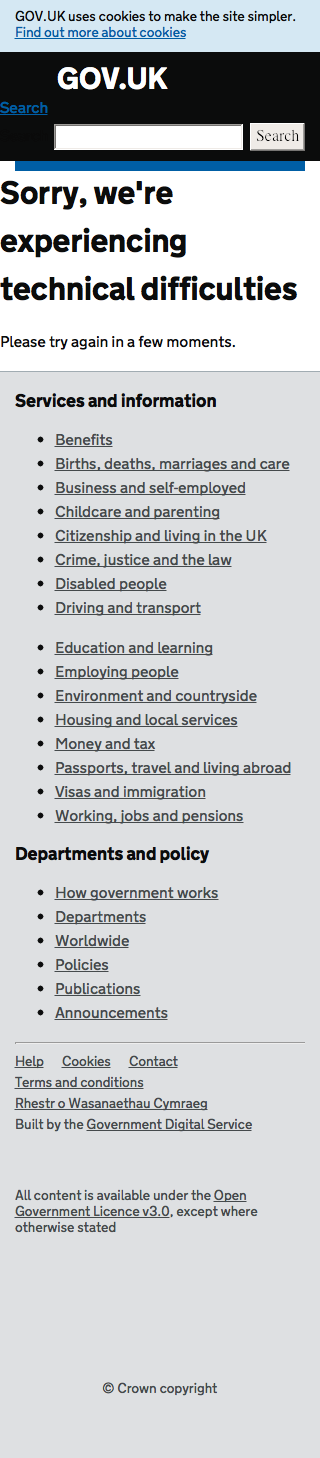 GOV.UK uses cookies to make the site simpler.
Find out more about cookies
GOV.UK
Search
Search
Sorry, we're
experiencing
technical difficulties
Please try again in a few moments.
Services and information
Benefits
Births, deaths, marriages and care
Business and self-employed
Childcare and parenting
Citizenship and living in the UK
Crime, justice and the law
Disabled people
Driving and transport
Education and learning
Employing people
Environment and countryside
Housing and local services
Money and tax
Passports, travel and living abroad
Visas and immigration
Working, jobs and pensions
Departments and policy
How government works
Departments
Worldwide
Policies
Publications
Announcements
Help Cookies Contact
Terms and conditions
Rhestr o Wasanaethau Cymraeg
Built by the Government Digital Service
All content is available under the Open
Government Licence v3.0, except where
otherwise stated
© Crown copyright